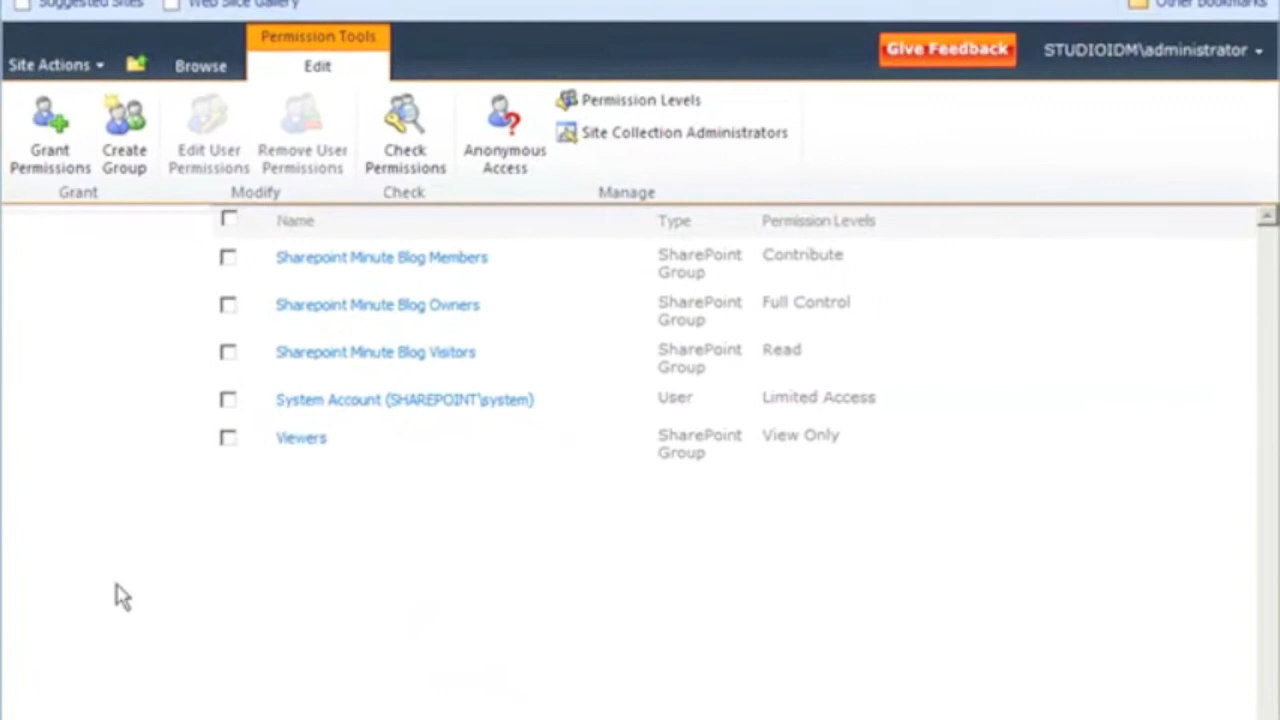 Suggested Sites Web Slice Gallery Other Bookmarks
Permission Tools
Site Actions Browse Edit Give Feedback STUDIOIDM\administrator
Grant Permissions Create Group Edit User Permissions Remove User Permissions Check Permissions Anonymous Access Permission Levels
Site Collection Administrators
Grant Modify Check Manage
Name Type Permission Levels
Sharepoint Minute Blog Members SharePoint Group Contribute
Sharepoint Minute Blog Owners SharePoint Group Full Control
Sharepoint Minute Blog Visitors SharePoint Group Read
System Account (SHAREPOINT\system) User Limited Access
Viewers SharePoint Group View Only